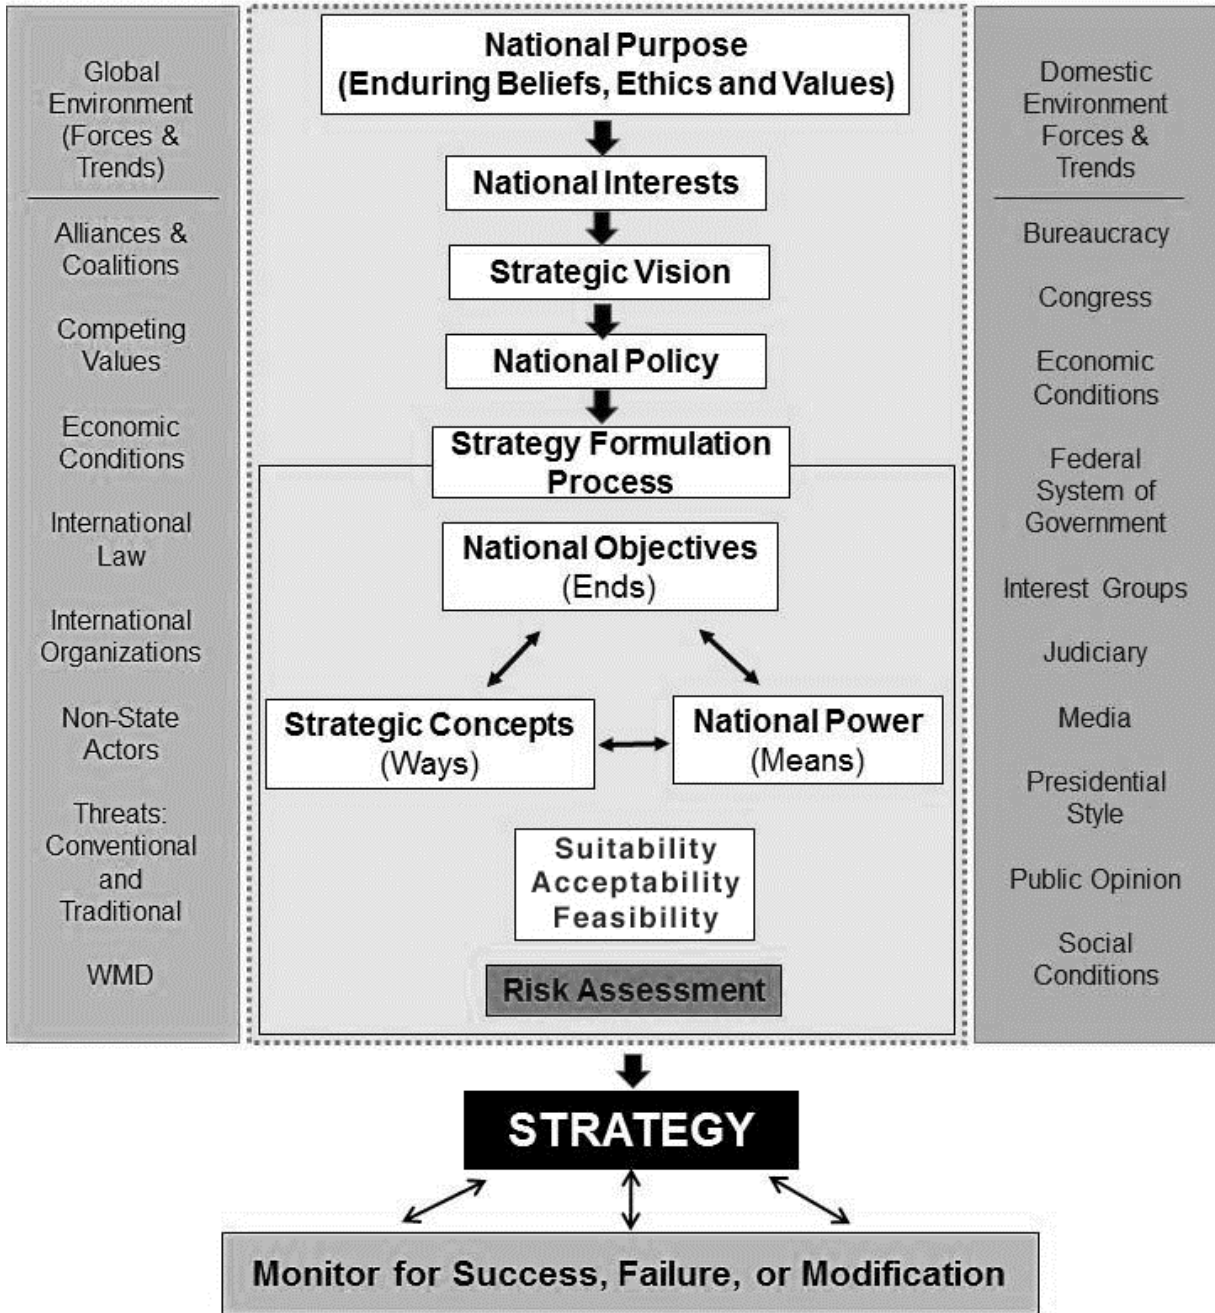 Global
Environment
(Forces &
Trends)
Alliances &
Coalitions
Competing
Values
Economic
Conditions
International
Law
International
Organizations
Non-State
Actors
Threats:
Conventional
and
Traditional
WMD
National Purpose
(Enduring Beliefs, Ethics and Values)
National Interests
Strategic Vision
National Policy
Strategy Formulation
Process
National Objectives
(Ends)
Strategic Concepts
(Ways)
National Power
(Means)
Suitability
Acceptability
Feasibility
Risk Assessment
Domestic
Environment
Forces &
Trends
Bureaucracy
Congress
Economic
Conditions
Federal
System of
Government
Interest Groups
Judiciary
Media
Presidential
Style
Public Opinion
Social
Conditions
STRATEGY
Monitor for Success, Failure, or Modification